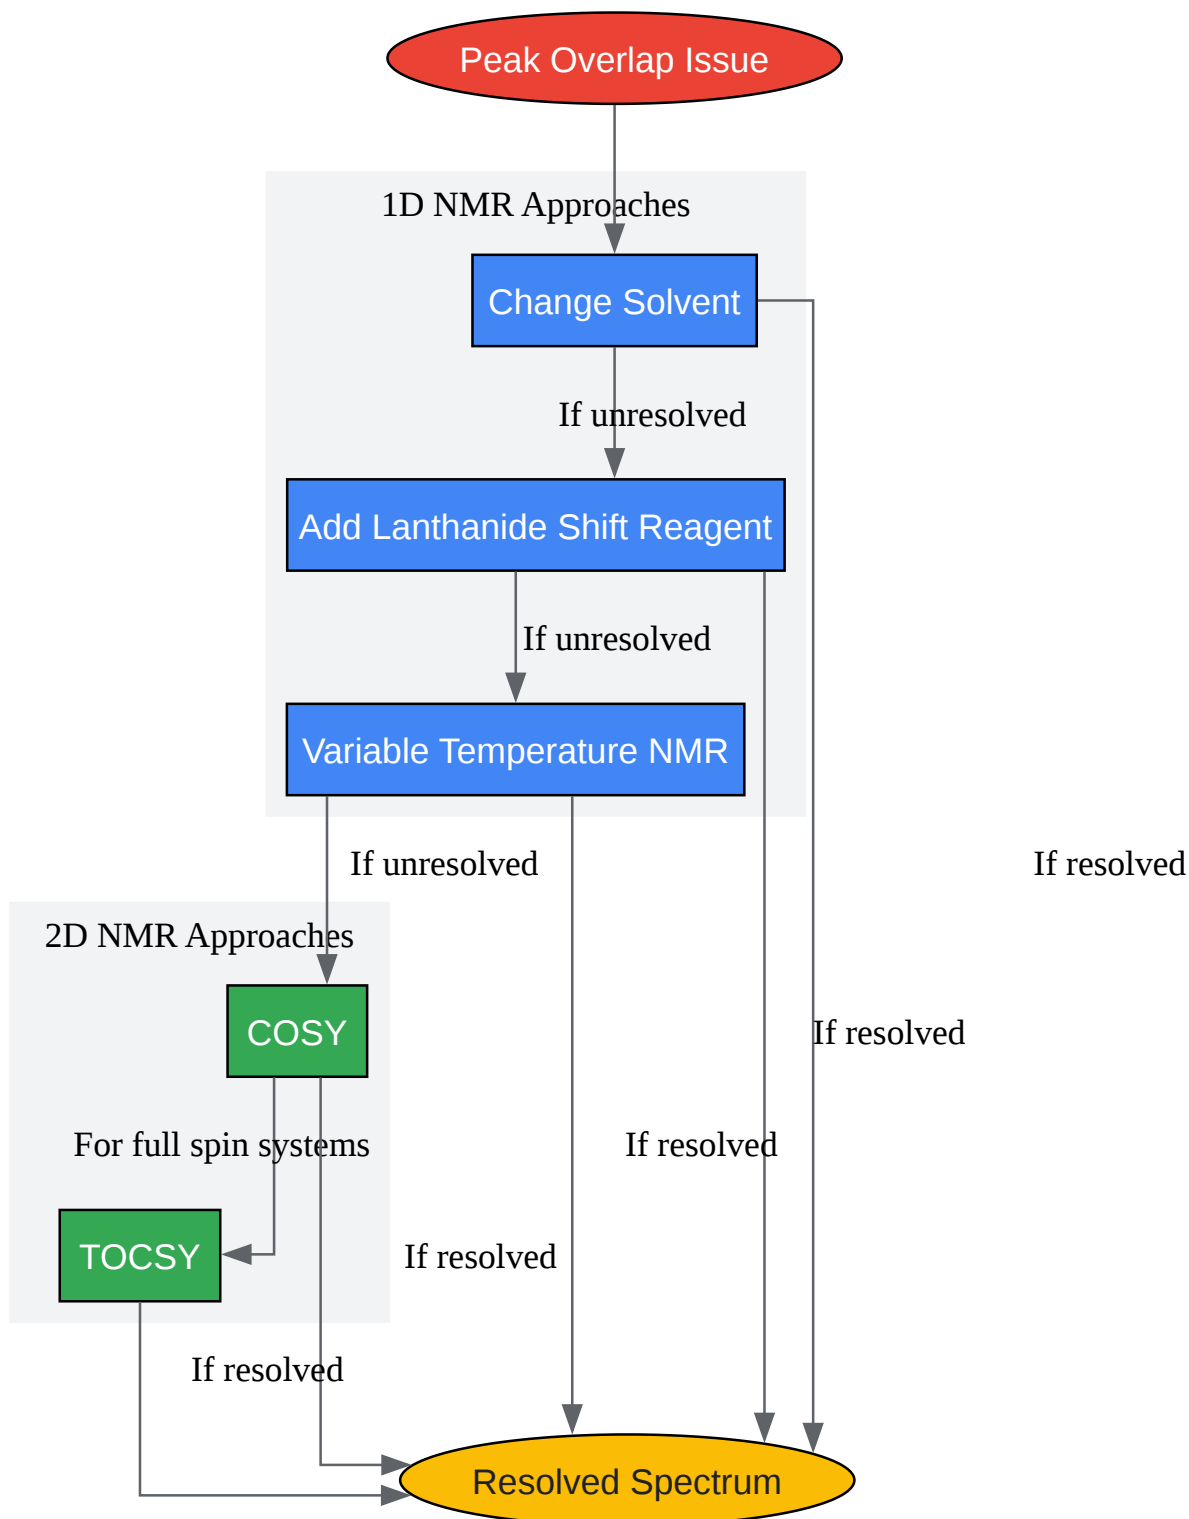 Peak Overlap Issue
1D NMR Approaches
Change Solvent
If unresolved
Add Lanthanide Shift Reagent
If unresolved
Variable Temperature NMR
If unresolved
If resolved
2D NMR Approaches
COSY
If resolved
For full spin systems
If resolved
TOCSY
If resolved
If resolved
Resolved Spectrum